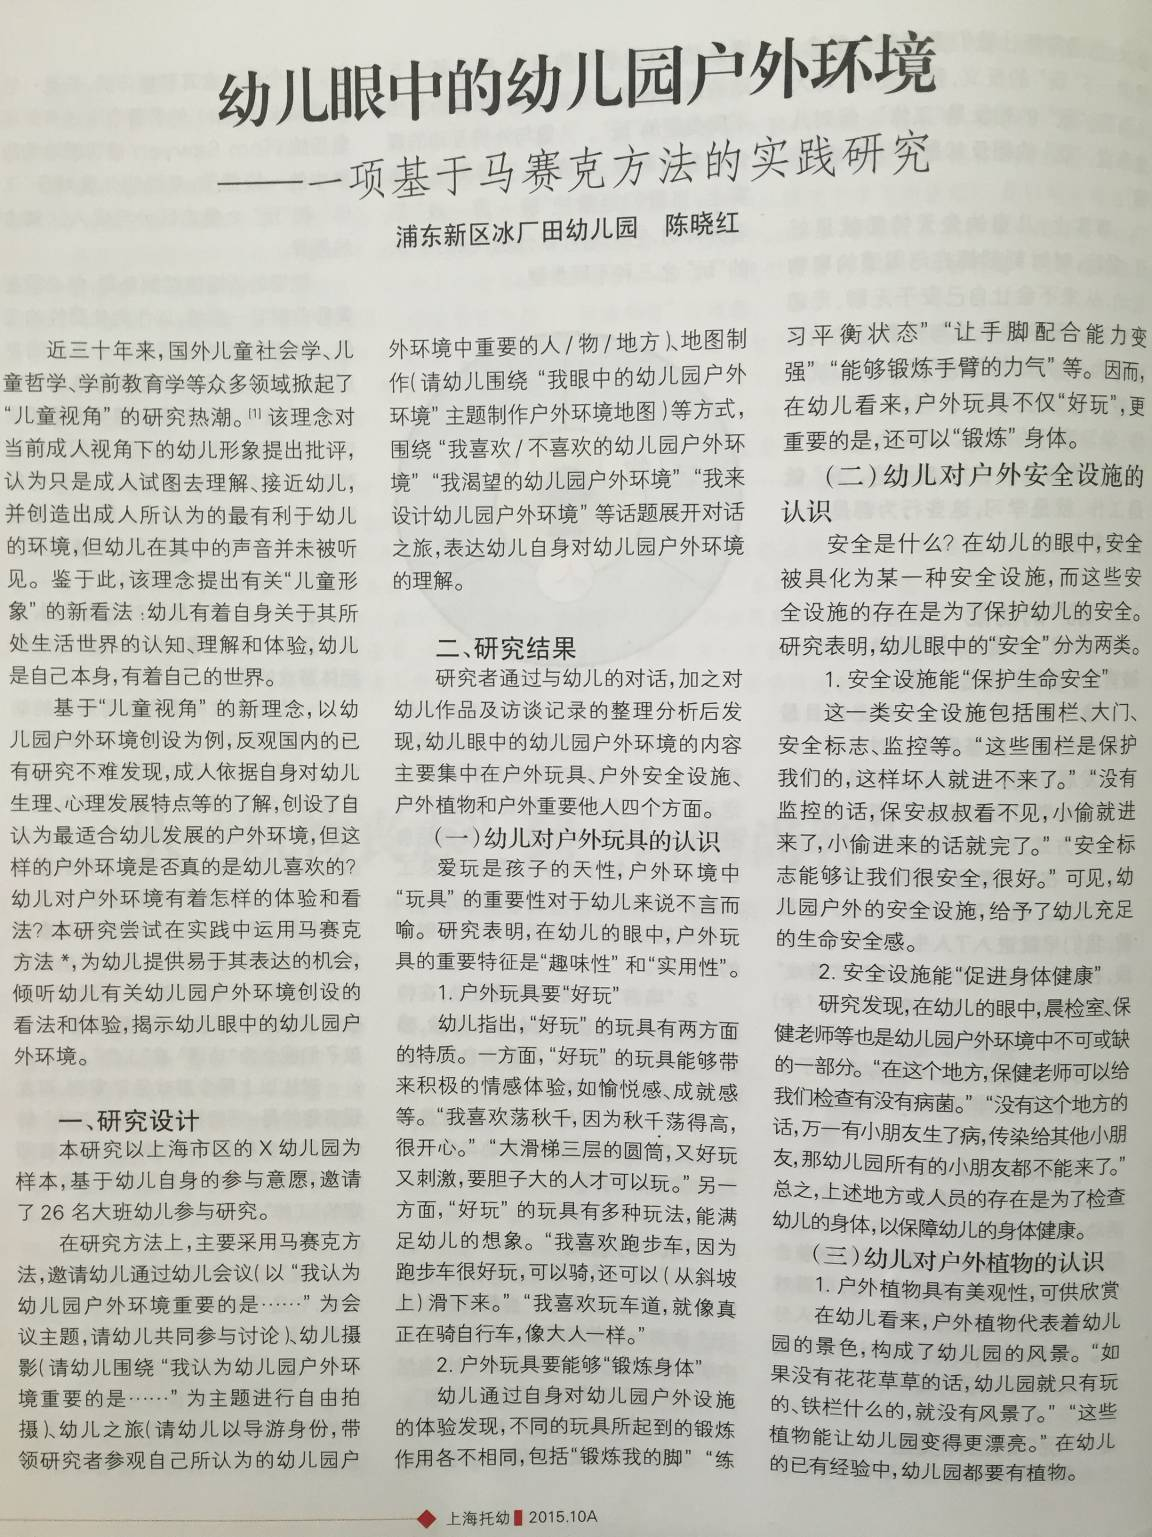 幼儿眼中的幼儿园户外环境
——一项基于马赛克方法的实践研究
浦东新区冰厂田幼儿园 陈晓红
近三十年来,国外儿童社会学、儿
童哲学、学前教育学等众多领域掀起了
“儿童视角”的研究热潮。[1] 该理念对
当前成人视角下的幼儿形象提出批评,
认为只是成人试图去理解、接近幼儿,
并创造出成人所认为的最有利于幼儿
的环境,但幼儿在其中的声音并未被听
见。鉴于此,该理念提出有关“儿童形
象”的新看法:幼儿有着自身关于其所
处生活世界的认知、理解和体验,幼儿
是自己本身,有着自己的世界。
基于“儿童视角”的新理念,以幼
儿园户外环境创设为例,反观国内的已
有研究不难发现,成人依据自身对幼儿
生理、心理发展特点等的了解,创设了自
认为最适合幼儿发展的户外环境,但这
样的户外环境是否真的是幼儿喜欢的?
幼儿对户外环境有着怎样的体验和看
法?本研究尝试在实践中运用马赛克
方法*,为幼儿提供易于其表达的机会,
倾听幼儿有关幼儿园户外环境创设的
看法和体验,揭示幼儿眼中的幼儿园户
外环境。
一、研究设计
本研究以上海市区的 X 幼儿园为
样本,基于幼儿自身的参与意愿,邀请
了 26 名大班幼儿参与研究。
在研究方法上,主要采用马赛克方
法,邀请幼儿通过幼儿会议(以“我认为
幼儿园户外环境重要的是……”为会
议主题,请幼儿共同参与讨论)、幼儿摄
影(请幼儿围绕“我认为幼儿园户外环
境重要的是……”为主题进行自由拍
摄)、幼儿之旅(请幼儿以导游身份,带
领研究者参观自己所认为的幼儿园户
外环境中重要的人/物/地方)、地图制
作(请幼儿围绕“我眼中的幼儿园户外
环境”主题制作户外环境地图)等方式,
围绕“我喜欢/不喜欢的幼儿园户外环
境”“我渴望的幼儿园户外环境”“我来
设计幼儿园户外环境”等话题展开对话
之旅,表达幼儿自身对幼儿园户外环境
的理解。
二、研究结果
研究者通过与幼儿的对话,加之对
幼儿作品及访谈记录的整理分析后发
现,幼儿眼中的幼儿园户外环境的内容
主要集中在户外玩具、户外安全设施、
户外植物和户外重要他人四个方面。
(一)幼儿对户外玩具的认识
爱玩是孩子的天性,户外环境中
“玩具”的重要性对于幼儿来说不言而
喻。研究表明,在幼儿的眼中,户外玩
具的重要特征是“趣味性”和“实用性”。
1. 户外玩具要“好玩”
幼儿指出,“好玩”的玩具有两方面
的特质。一方面,“好玩”的玩具能够带
来积极的情感体验,如愉悦感、成就感
等。“我喜欢荡秋千,因为秋千荡得高,
很开心。”“大滑梯三层的圆筒,又好玩
又刺激,要胆子大的人才可以玩。”另一
方面,“好玩”的玩具有多种玩法,能满
足幼儿的想象。“我喜欢跑步车,因为
跑步车很好玩,可以骑,还可以(从斜坡
上)滑下来。”“我喜欢玩车道,就像真
正在骑自行车,像大人一样。”
2. 户外玩具要能够“锻炼身体”
幼儿通过自身对幼儿园户外设施
的体验发现,不同的玩具所起到的锻炼
作用各不相同,包括“锻炼我的脚”“练
习平衡状态”“让手脚配合能力变
强”“能够锻炼手臂的力气”等。因而,
在幼儿看来,户外玩具不仅“好玩”,更
重要的是,还可以“锻炼”身体。
(二)幼儿对户外安全设施的
认识
安全是什么?在幼儿的眼中,安全
被具化为某一种安全设施,而这些安
全设施的存在是为了保护幼儿的安全。
研究表明,幼儿眼中的“安全”分为两类。
1. 安全设施能“保护生命安全”
这一类安全设施包括围栏、大门、
安全标志、监控等。“这些围栏是保护
我们的,这样坏人就进不来了。”“没有
监控的话,保安叔叔看不见,小偷就进
来了,小偷进来的话就完了。”“安全标
志能够让我们很安全,很好。”可见,幼
儿园户外的安全设施,给予了幼儿充足
的生命安全感。
2. 安全设施能“促进身体健康”
研究发现,在幼儿的眼中,晨检室、保
健老师等也是幼儿园户外环境中不可或缺
的一部分。“在这个地方,保健老师可以给
我们检查有没有病菌。”“没有这个地方的
话,万一有小朋友生了病,传染给其他小朋
友,那幼儿园所有的小朋友都不能来了。”
总之,上述地方或人员的存在是为了检查
幼儿的身体,以保障幼儿的身体健康。
(三)幼儿对户外植物的认识
1. 户外植物具有美观性,可供欣赏
在幼儿看来,户外植物代表着幼儿
园的景色,构成了幼儿园的风景。“如
果没有花花草草的话,幼儿园就只有玩
的、铁栏什么的,就没有风景了。”“这些
植物能让幼儿园变得更漂亮。”在幼儿
的已有经验中,幼儿园都要有植物。
上海托幼 2015.10A